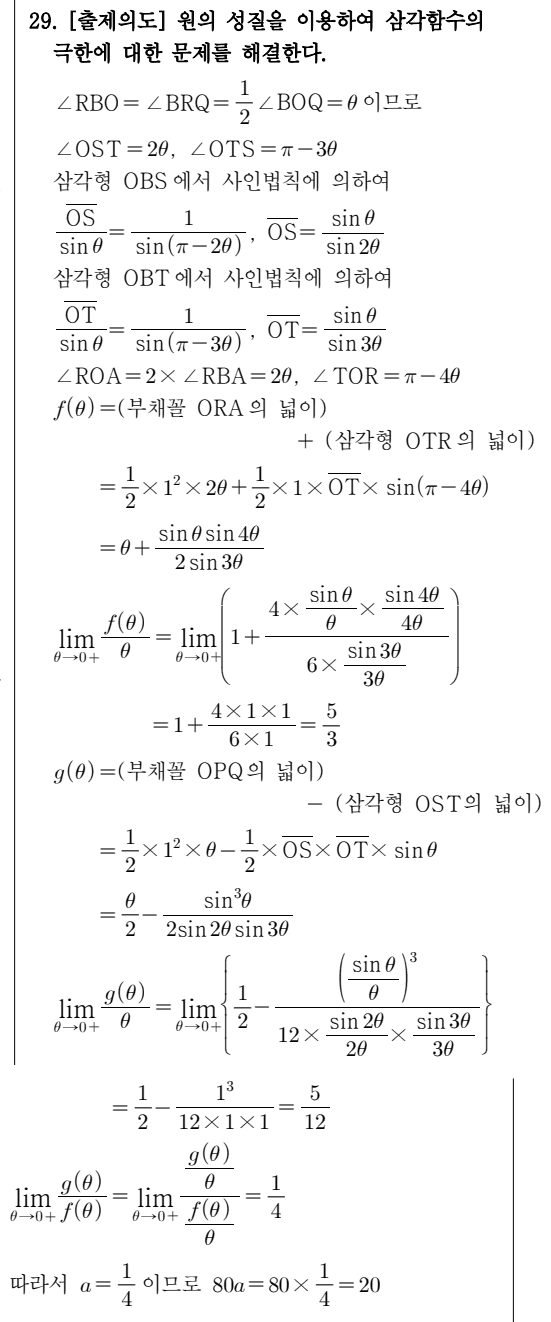 29. [출제의도] 원의 성질을 이용하여 삼각함수의
극한에 대한 문제를 해결한다.
∠RBO = ∠BRQ = 1/2 ∠BOQ = θ 이므로
∠OST = 2θ, ∠OTS = π − 3θ
삼각형 OBS에서 사인법칙에 의하여
OS̅/sinθ = 1/sin(π − 2θ), OS̅ = sinθ/sin2θ
삼각형 OBT에서 사인법칙에 의하여
OT̅/sinθ = 1/sin(π − 3θ), OT̅ = sinθ/sin3θ
∠ROA = 2 × ∠RBA = 2θ, ∠TOR = π − 4θ
f(θ) = (부채꼴 ORA의 넓이)
+ (삼각형 OTR의 넓이)
= 1/2 × 1² × 2θ + 1/2 × 1 × OT̅ × sin(π − 4θ)
= θ + sinθ sin4θ/2 sin3θ
lim θ→0+ f(θ)/θ = lim θ→0+ (1 + (4 × sinθ/θ × sin4θ/4θ)/(6 × sin3θ/3θ))
= 1 + (4 × 1 × 1)/(6 × 1) = 5/3
g(θ) = (부채꼴 OPQ의 넓이)
− (삼각형 OST의 넓이)
= 1/2 × 1² × θ − 1/2 × OS̅ × OT̅ × sinθ
= θ/2 − sin³θ/2sin2θ sin3θ
lim θ→0+ g(θ)/θ = lim θ→0+ {1/2 − (sinθ/θ)³/(12 × sin2θ/2θ × sin3θ/3θ)}
= 1/2 − 1³/(12 × 1 × 1) = 5/12
lim θ→0+ g(θ)/f(θ) = lim θ→0+ (g(θ)/θ)/(f(θ)/θ) = 1/4
따라서 a = 1/4 이므로 80a = 80 × 1/4 = 20